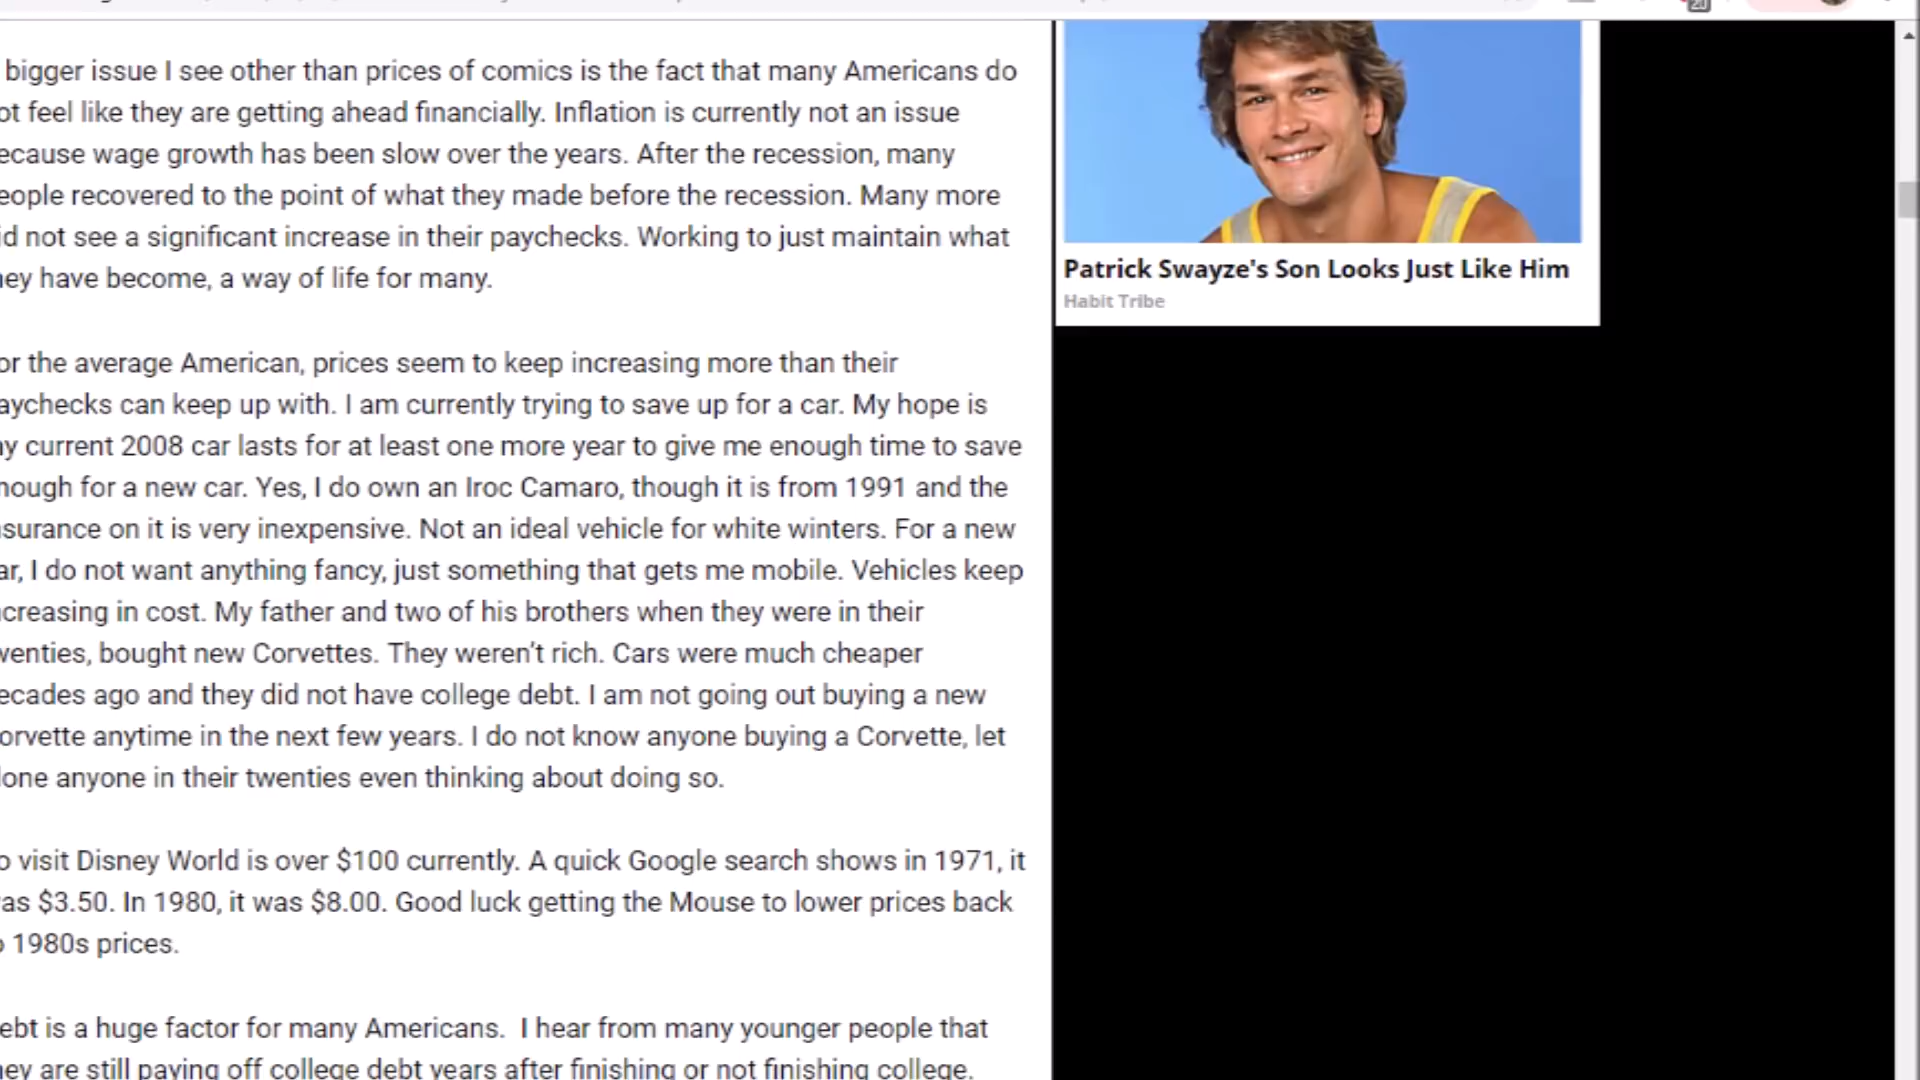 bigger issue I see other than prices of comics is the fact that many Americans do
ot feel like they are getting ahead financially. Inflation is currently not an issue
ecause wage growth has been slow over the years. After the recession, many
eople recovered to the point of what they made before the recession. Many more
id not see a significant increase in their paychecks. Working to just maintain what
hey have become, a way of life for many.
or the average American, prices seem to keep increasing more than their
aychecks can keep up with. I am currently trying to save up for a car. My hope is
y current 2008 car lasts for at least one more year to give me enough time to save
nough for a new car. Yes, I do own an Iroc Camaro, though it is from 1991 and the
nsurance on it is very inexpensive. Not an ideal vehicle for white winters. For a new
ar, I do not want anything fancy, just something that gets me mobile. Vehicles keep
ncreasing in cost. My father and two of his brothers when they were in their
wenties, bought new Corvettes. They weren't rich. Cars were much cheaper
ecades ago and they did not have college debt. I am not going out buying a new
orvette anytime in the next few years. I do not know anyone buying a Corvette, let
lone anyone in their twenties even thinking about doing so.
o visit Disney World is over $100 currently. A quick Google search shows in 1971, it
as $3.50. In 1980, it was $8.00. Good luck getting the Mouse to lower prices back
o 1980s prices.
ebt is a huge factor for many Americans. I hear from many younger people that
hey are still paying off college debt years after finishing or not finishing college.
Patrick Swayze's Son Looks Just Like Him
Habit Tribe
20